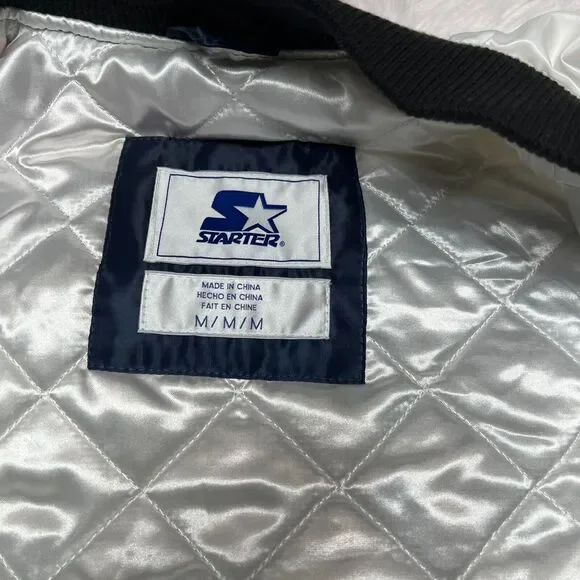 STARTER®
MADE IN CHINA
HECHO EN CHINA
FAIT EN CHINE
M/M/M